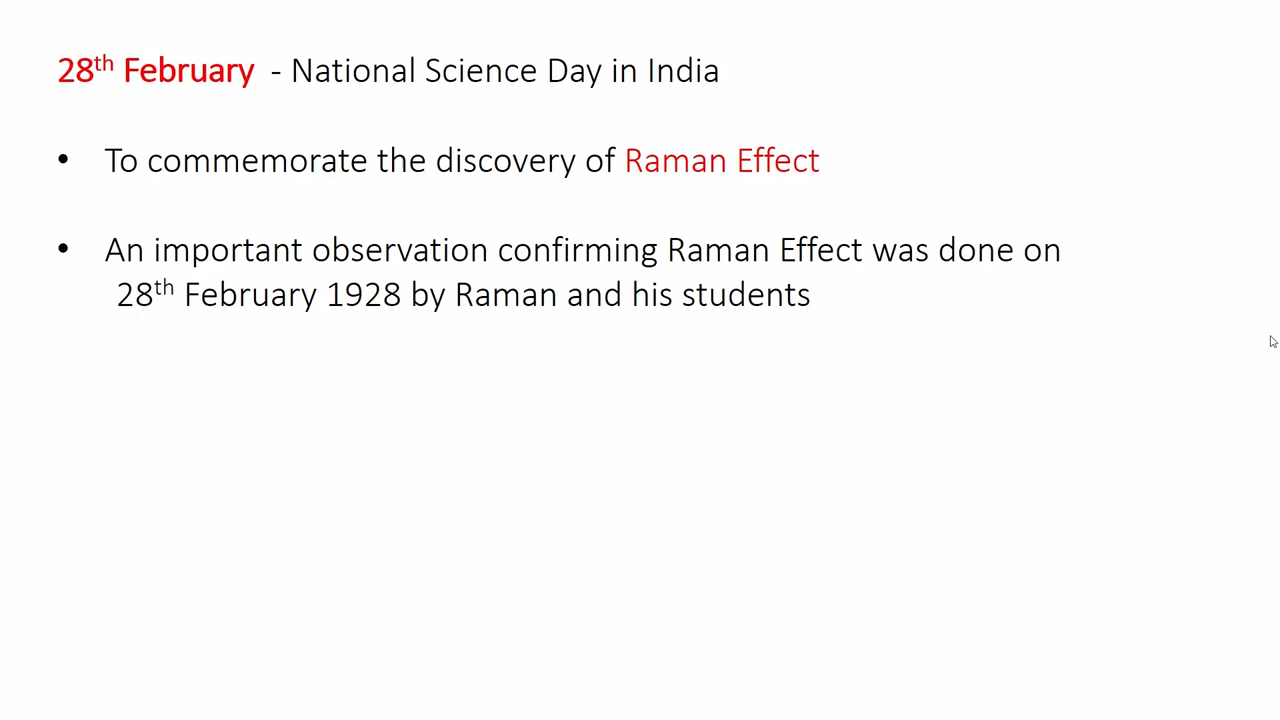 28th February - National Science Day in India
• To commemorate the discovery of Raman Effect
• An important observation confirming Raman Effect was done on
28th February 1928 by Raman and his students